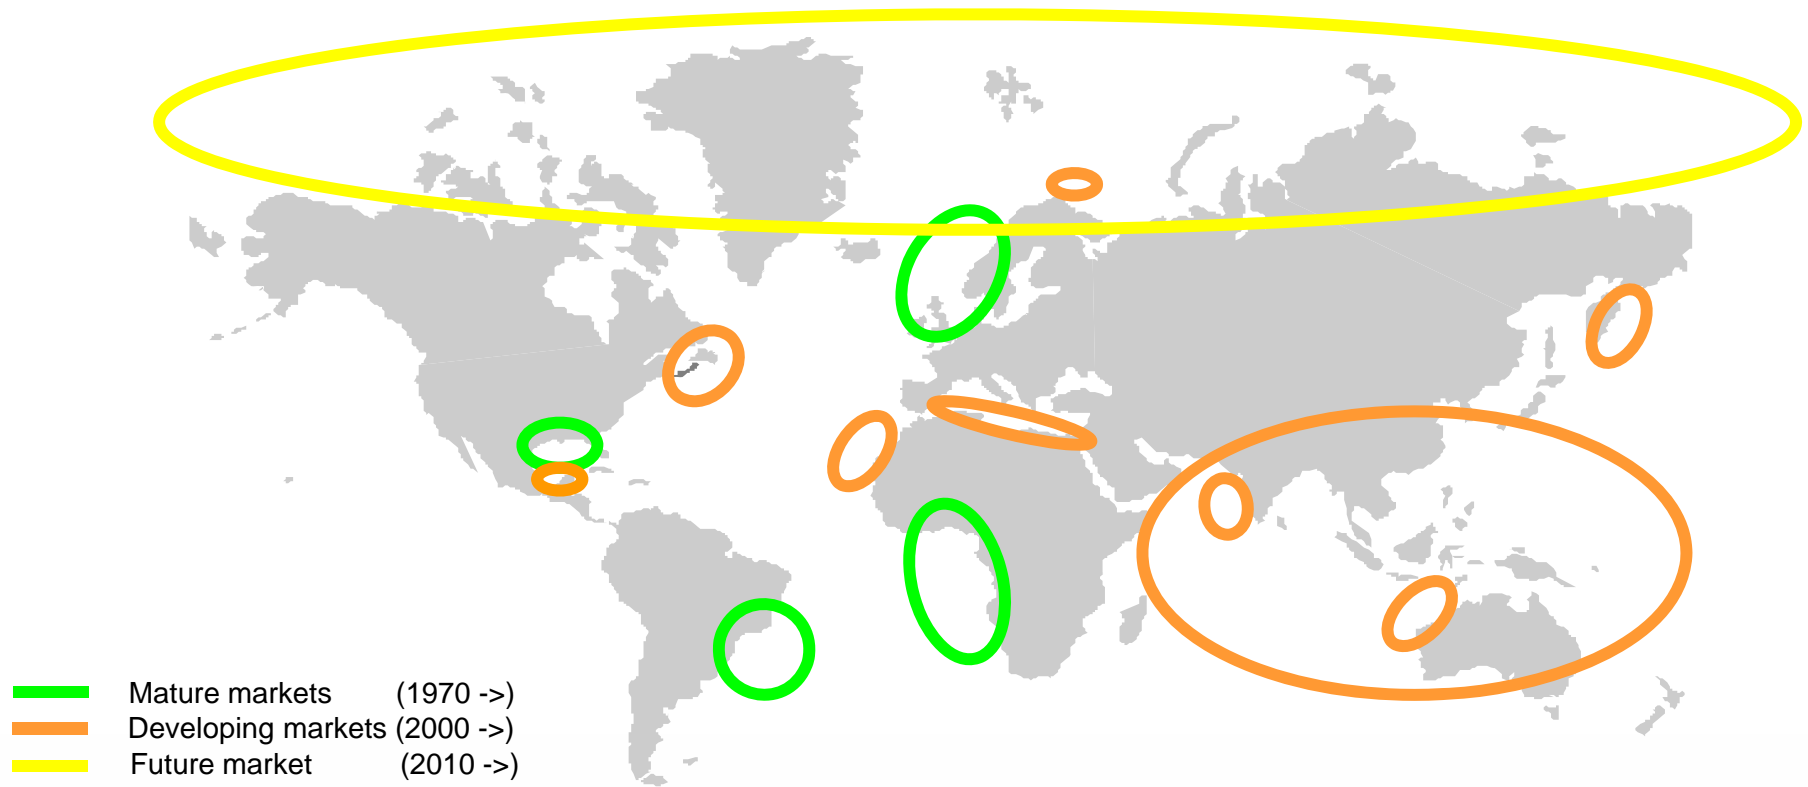 Mature markets (1970 ->)
Developing markets (2000 ->)
Future market (2010 ->)